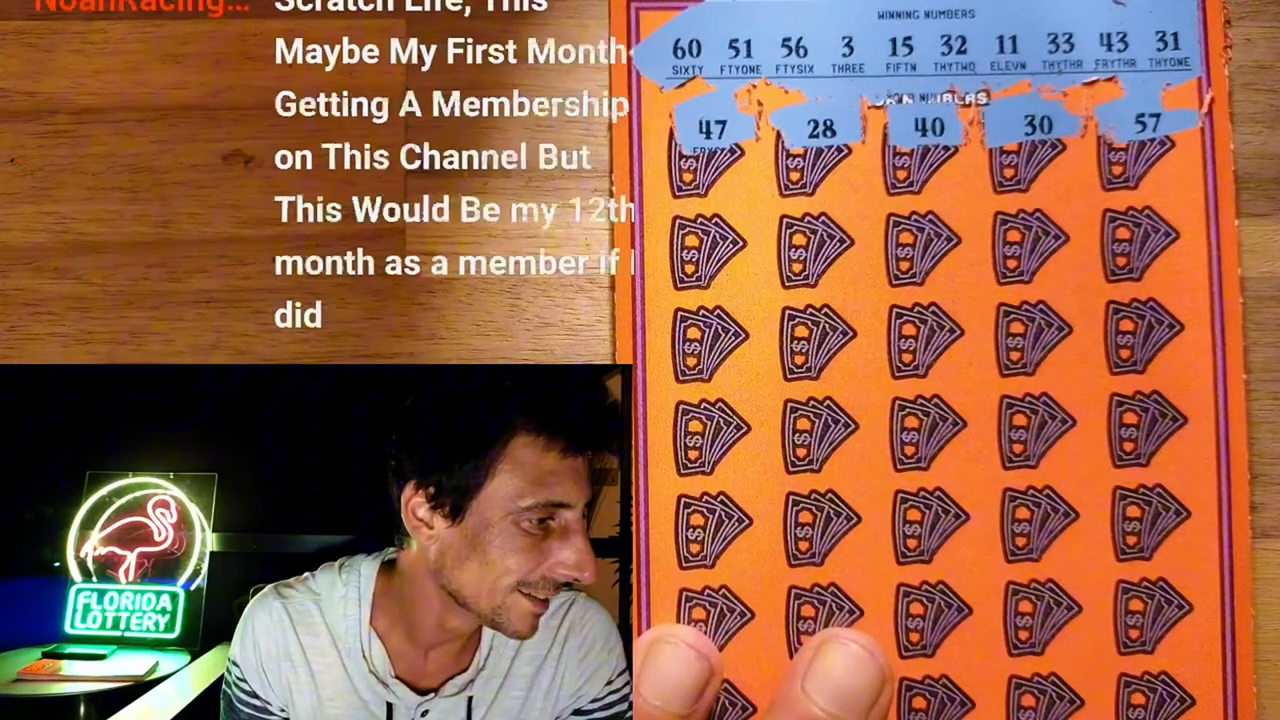 NoahRacing...
Scratch Life, This
Maybe My First Month
Getting A Membership
on This Channel But
This Would Be my 12th
month as a member if I
did
WINNING NUMBERS
60 51 56 3 15 32 11 33 43 31
SIXTY FTYONE FTYSIX THREE FIFTN THYTWO ELEVN THYTHR FRYTHR THYONE
47 28 40 30 57
FLORIDA
LOTTERY